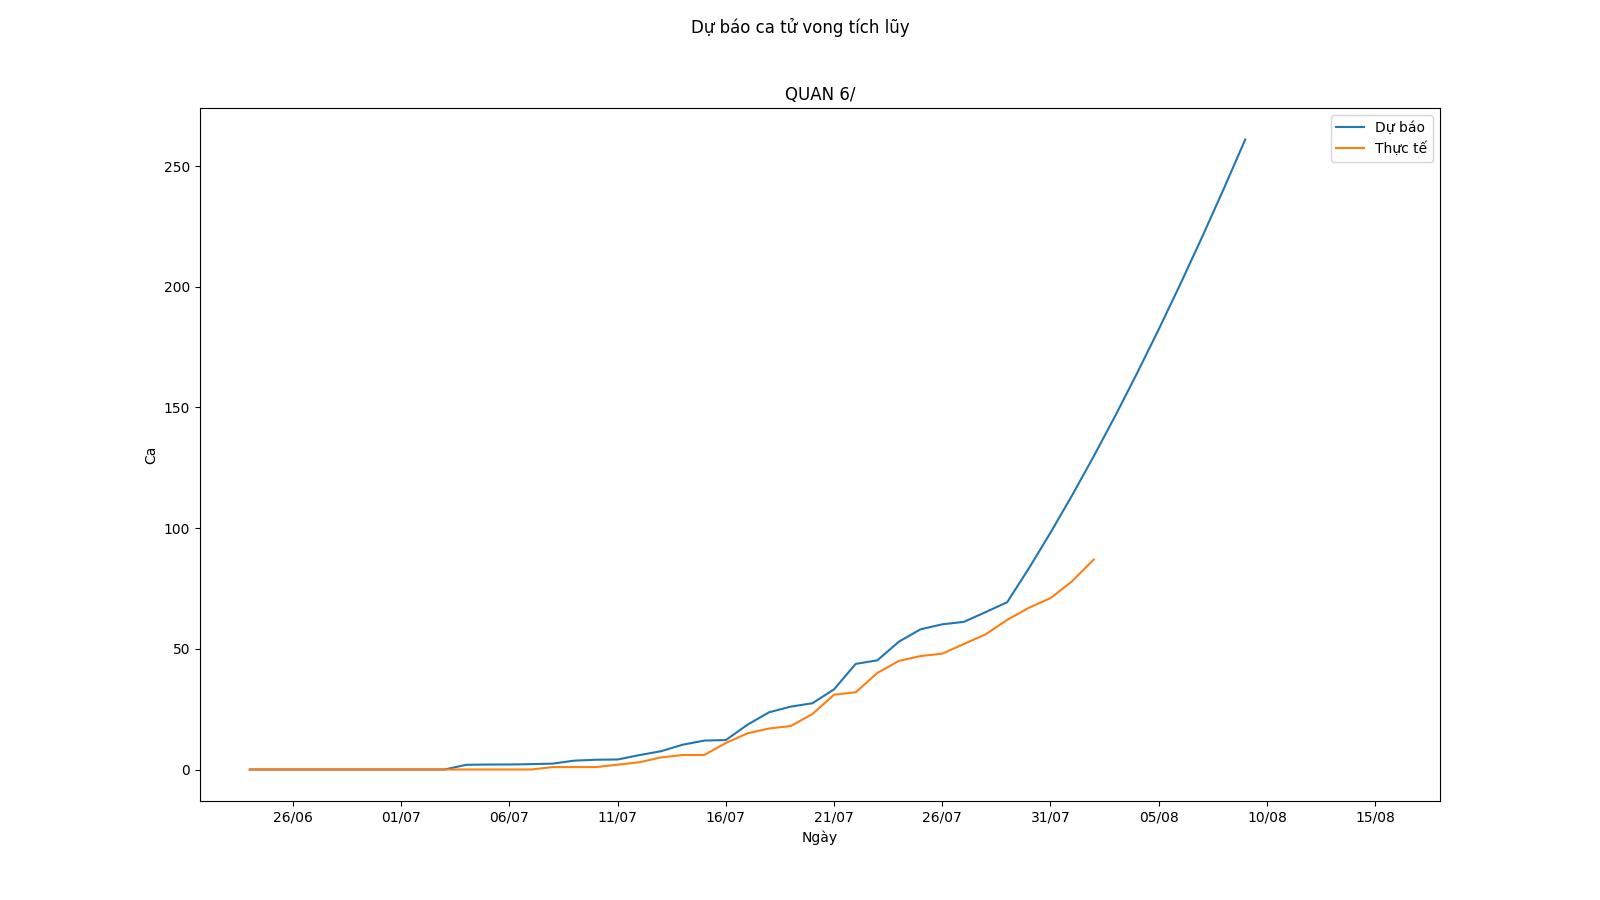 Dự báo ca tử vong tích lũy
QUAN 6/
Dự báo
Thực tế
250
200
150
100
50
0
Ca
26/06
01/07
06/07
11/07
16/07
21/07
26/07
31/07
05/08
10/08
15/08
Ngày